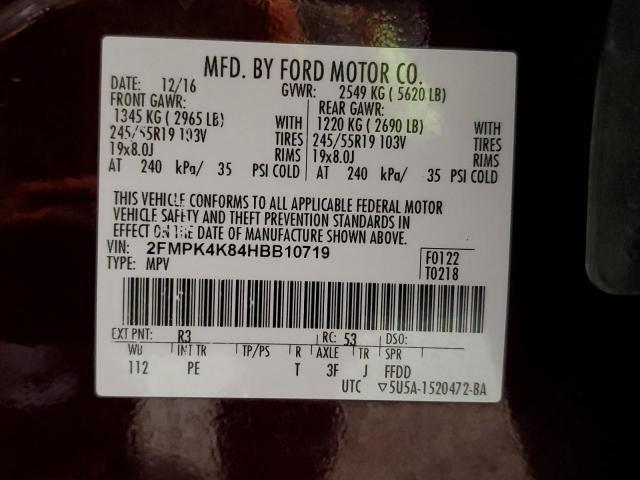 MFD. BY FORD MOTOR CO.
DATE: 12/16 GVWR: 2549 KG ( 5620 LB)
FRONT GAWR: REAR GAWR:
1345 KG ( 2965 LB) WITH 1220 KG ( 2690 LB) WITH
245/55R19 103V TIRES 245/55R19 103V TIRES
19x8.0J RIMS 19x8.0J RIMS
AT 240 kPa/ 35 PSI COLD AT 240 kPa/ 35 PSI COLD
THIS VEHICLE CONFORMS TO ALL APPLICABLE FEDERAL MOTOR
VEHICLE SAFETY AND THEFT PREVENTION STANDARDS IN
EFFECT ON THE DATE OF MANUFACTURE SHOWN ABOVE.
VIN: 2FMPK4K84HBB10719 F0122
TYPE: MPV T0218
EXT PNT: R3 RC: 53 DSO:
WB INT TR TP/PS R AXLE TR SPR
112 PE T 3F J FFDD
UTC ▽5U5A-1520472-BA